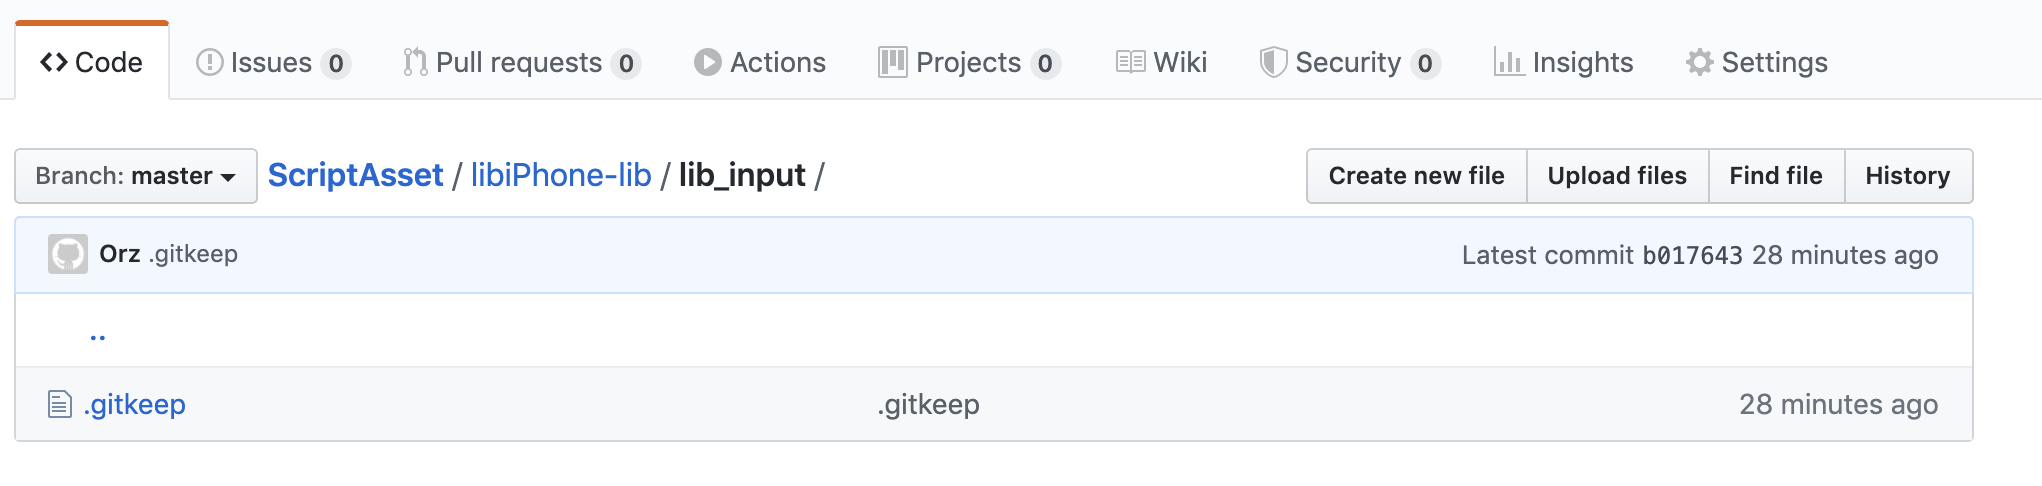 Code Issues 0 Pull requests 0 Actions Projects 0 Wiki Security 0 Insights Settings
Branch: master ScriptAsset / libiPhone-lib / lib_input / Create new file Upload files Find file History
Orz .gitkeep Latest commit b017643 28 minutes ago
..
.gitkeep .gitkeep 28 minutes ago